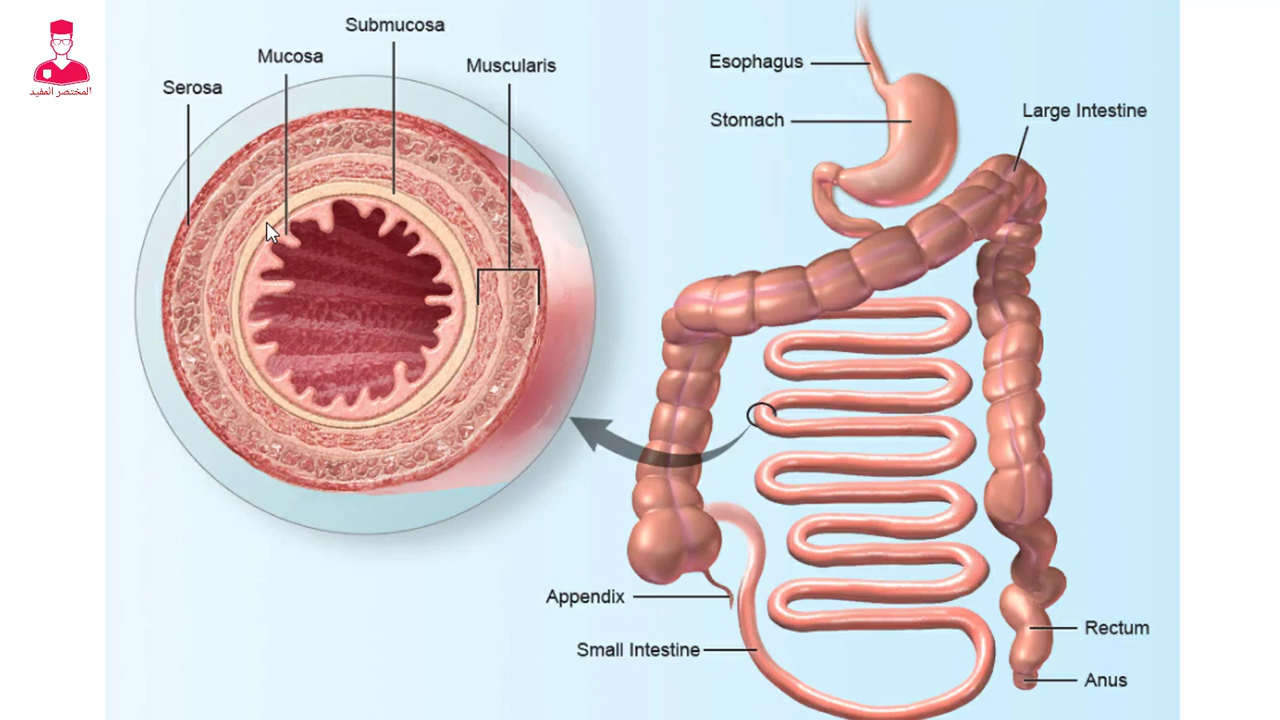 المختصر المفيد
Submucosa
Mucosa
Muscularis
Serosa
Esophagus
Stomach
Large Intestine
Appendix
Small Intestine
Rectum
Anus